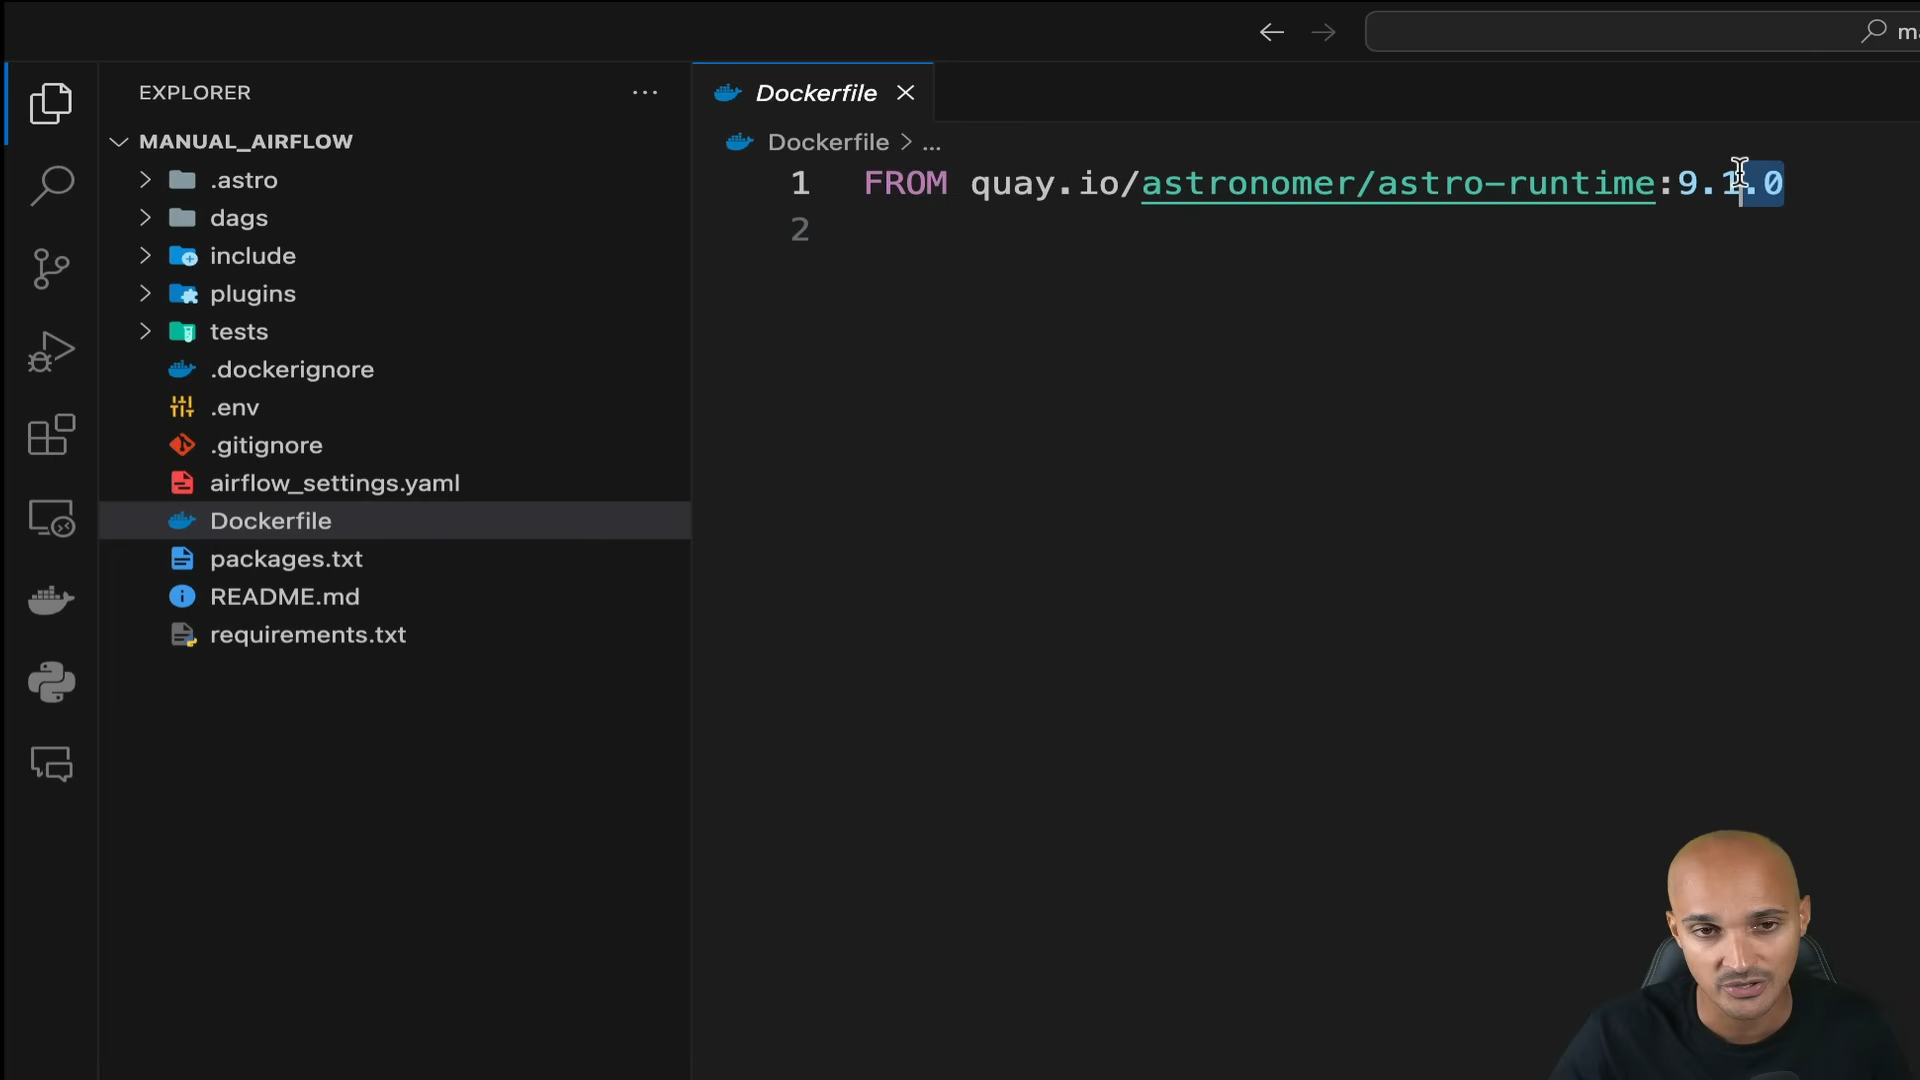 ma
EXPLORER
Dockerfile
MANUAL_AIRFLOW
Dockerfile > ...
.astro
dags
include
plugins
tests
.dockerignore
.env
.gitignore
airflow_settings.yaml
Dockerfile
packages.txt
README.md
requirements.txt
1 FROM quay.io/astronomer/astro-runtime:9.1.0
2